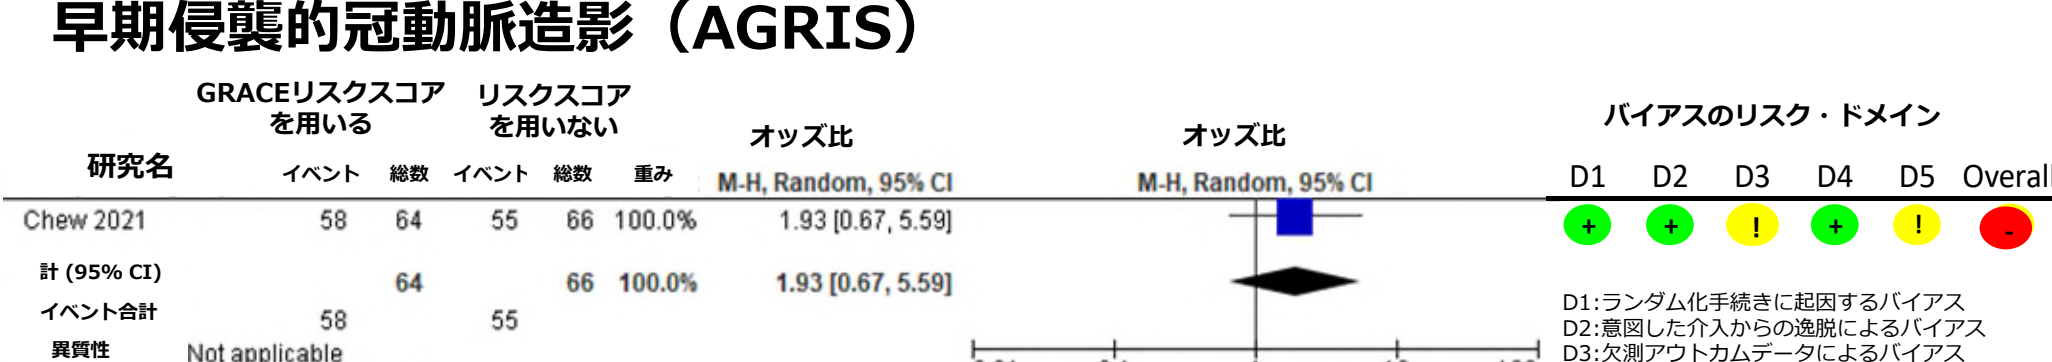 早期侵襲的冠動脈造影（AGRIS）
GRACEリスクスコア リスクスコア
を用いる を用いない
バイアスのリスク・ドメイン
オッズ比 オッズ比
研究名 イベント 総数 イベント 総数 重み M-H, Random, 95% CI M-H, Random, 95% CI D1 D2 D3 D4 D5 Overall
Chew 2021 58 64 55 66 100.0% 1.93 [0.67, 5.59] + + ! + ! -
計 (95% CI) 64 66 100.0% 1.93 [0.67, 5.59]
イベント合計 58 55
D1:ランダム化手続きに起因するバイアス
D2:意図した介入からの逸脱によるバイアス
異質性 Not applicable
D3:欠測アウトカムデータによるバイアス